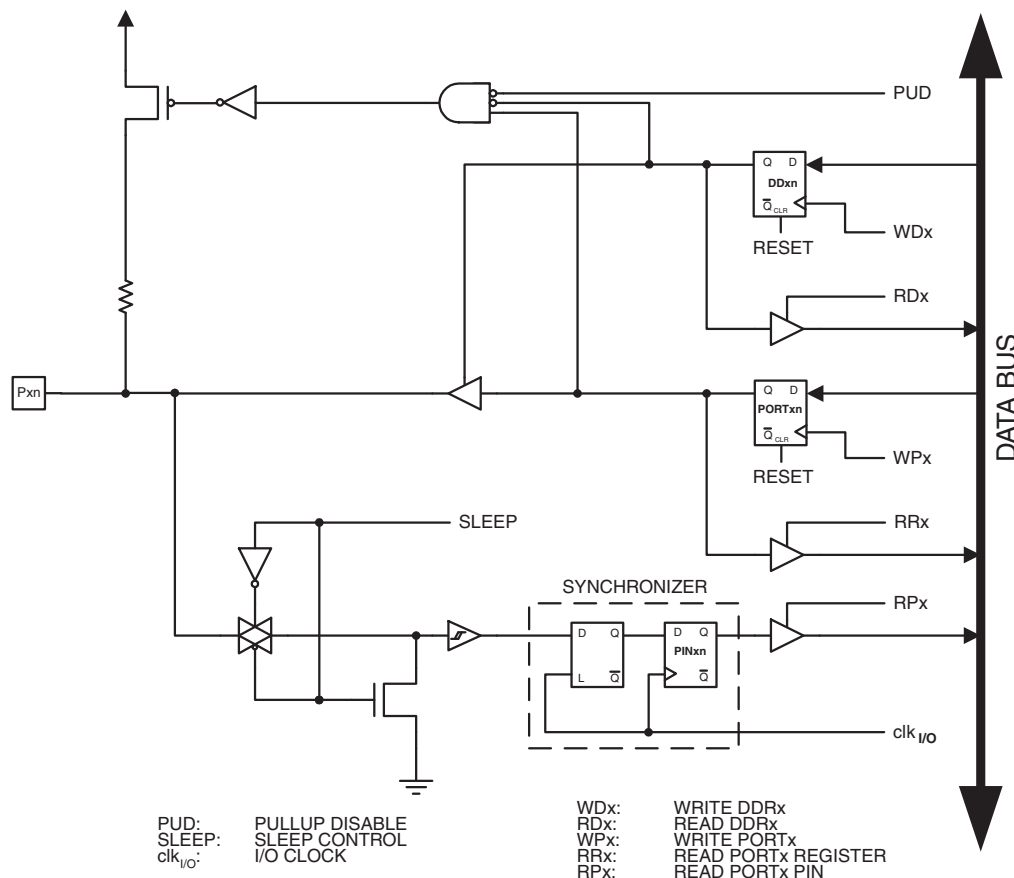 PUD
Q D
DDxn
Q CLR
WDx
RESET
RDx
DATA BUS
Pxn
Q D
PORTxn
Q CLR
WPx
RESET
SLEEP
RRx
SYNCHRONIZER
RPx
D Q
L Q
D Q
PINxn
Q
clk I/O
PUD: PULLUP DISABLE
SLEEP: SLEEP CONTROL
clkI/O: I/O CLOCK
WDx: WRITE DDRx
RDx: READ DDRx
WPx: WRITE PORTx
RRx: READ PORTx REGISTER
RPx: READ PORTx PIN